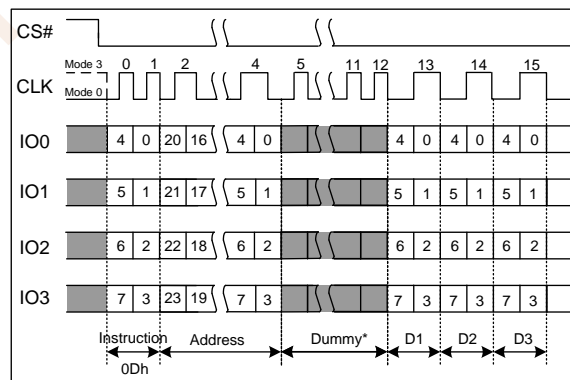 CS#
Mode 3 0 1 2 4 5 11 12 13 14 15
CLK
Mode 0
IO0 4 0 20 16 4 0 4 0 4 0 4 0
IO1 5 1 21 17 5 1 5 1 5 1 5 1
IO2 6 2 22 18 6 2 6 2 6 2 6 2
IO3 7 3 23 19 7 3 7 3 7 3 7 3
Instruction Address Dummy* D1 D2 D3
0Dh